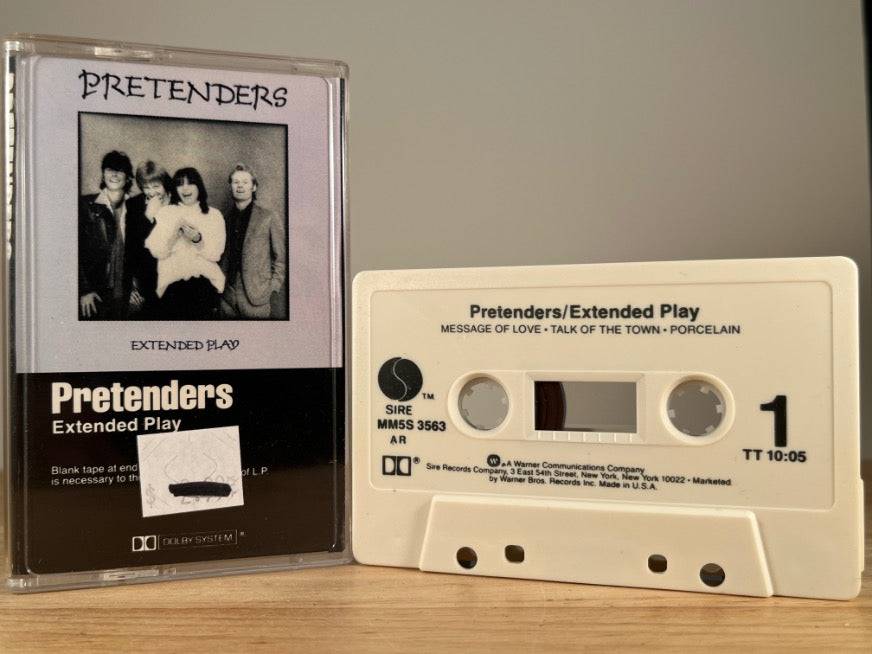 PRETENDERS
EXTENDED PLAY
Pretenders
Extended Play
Blank tape at end of L.P.
is necessary to the
DOLBY SYSTEM ®
Pretenders/Extended Play
MESSAGE OF LOVE • TALK OF THE TOWN • PORCELAIN
TM
SIRE
MM5S 3563
AR
1
TT 10:05
®
W ® A Warner Communications Company
Sire Records Company, 3 East 54th Street, New York, New York 10022 • Marketed
by Warner Bros. Records Inc. Made in U.S.A.